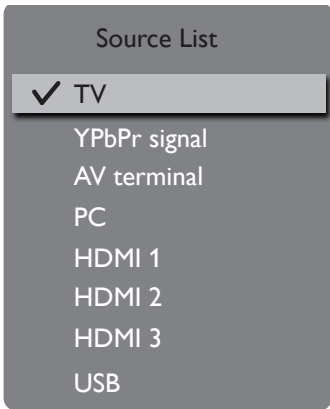 Source List
TV
YPbPr signal
AV terminal
PC
HDMI 1
HDMI 2
HDMI 3
USB